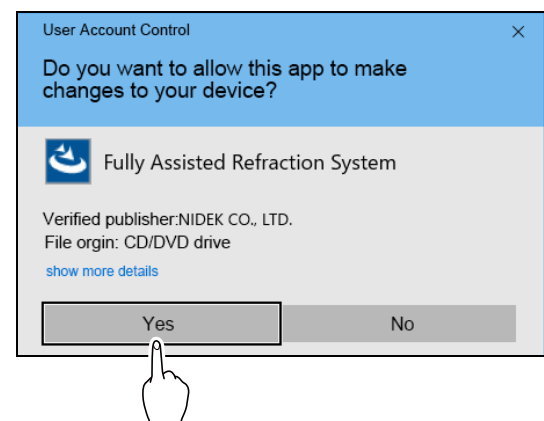 User Account Control
Do you want to allow this app to make
changes to your device?
Fully Assisted Refraction System
Verified publisher:NIDEK CO., LTD.
File orgin: CD/DVD drive
show more details
Yes No